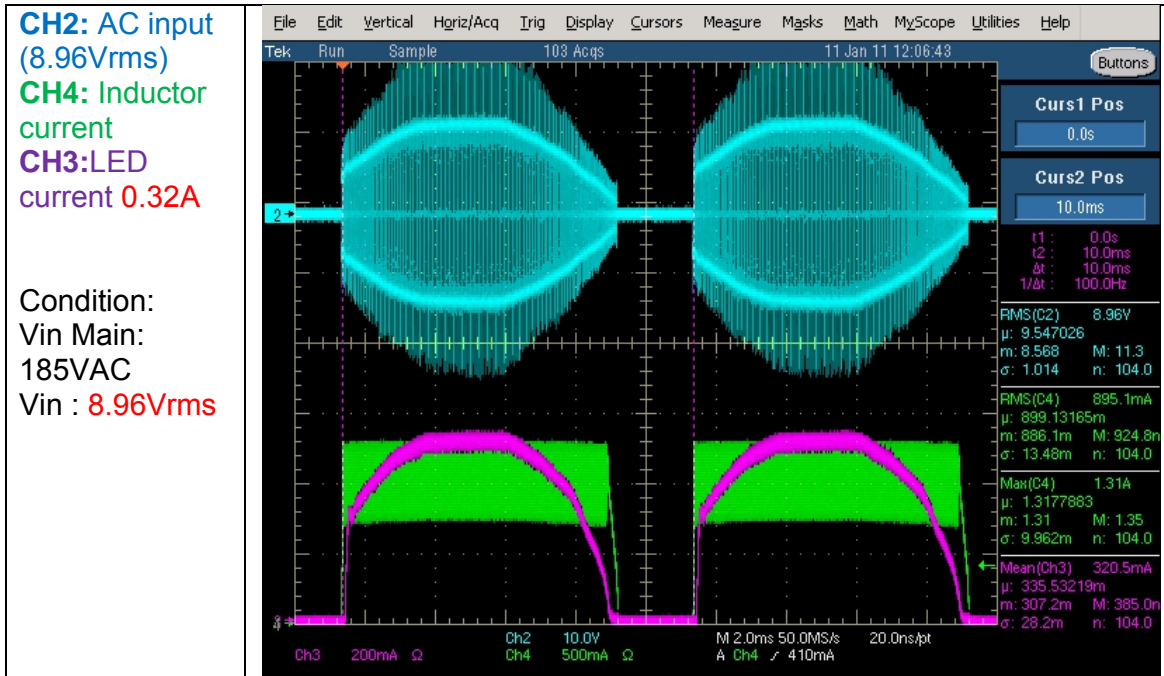 CH2: AC input
(8.96Vrms)
CH4: Inductor
current
CH3:LED
current 0.32A
Condition:
Vin Main:
185VAC
Vin : 8.96Vrms
File Edit Vertical Horiz/Acq Trig Display Cursors Measure Masks Math MyScope Utilities Help
Tek Run Sample 103 Acqs 11 Jan 11 12:06:43
Buttons
Curs1 Pos
0.0s
Curs2 Pos
10.0ms
t1 : 0.0s
t2 : 10.0ms
Δt : 10.0ms
1/Δt : 100.0Hz
RMS(C2) 8.96V
µ: 9.547026
m: 8.568 M: 11.3
σ: 1.014 n: 104.0
RMS(C4) 895.1mA
µ: 899.13165m
m: 886.1m M: 924.8m
σ: 13.48m n: 104.0
Max(C4) 1.31A
µ: 1.3177883
m: 1.31 M: 1.35
σ: 9.962m n: 104.0
Mean(Ch3) 320.5mA
µ: 335.53219m
m: 307.2m M: 385.0m
σ: 28.2m n: 104.0
2
Ch2 10.0V M 2.0ms 50.0MS/s 20.0ns/pt
Ch3 200mA Ω Ch4 500mA Ω A Ch4 ∕ 410mA